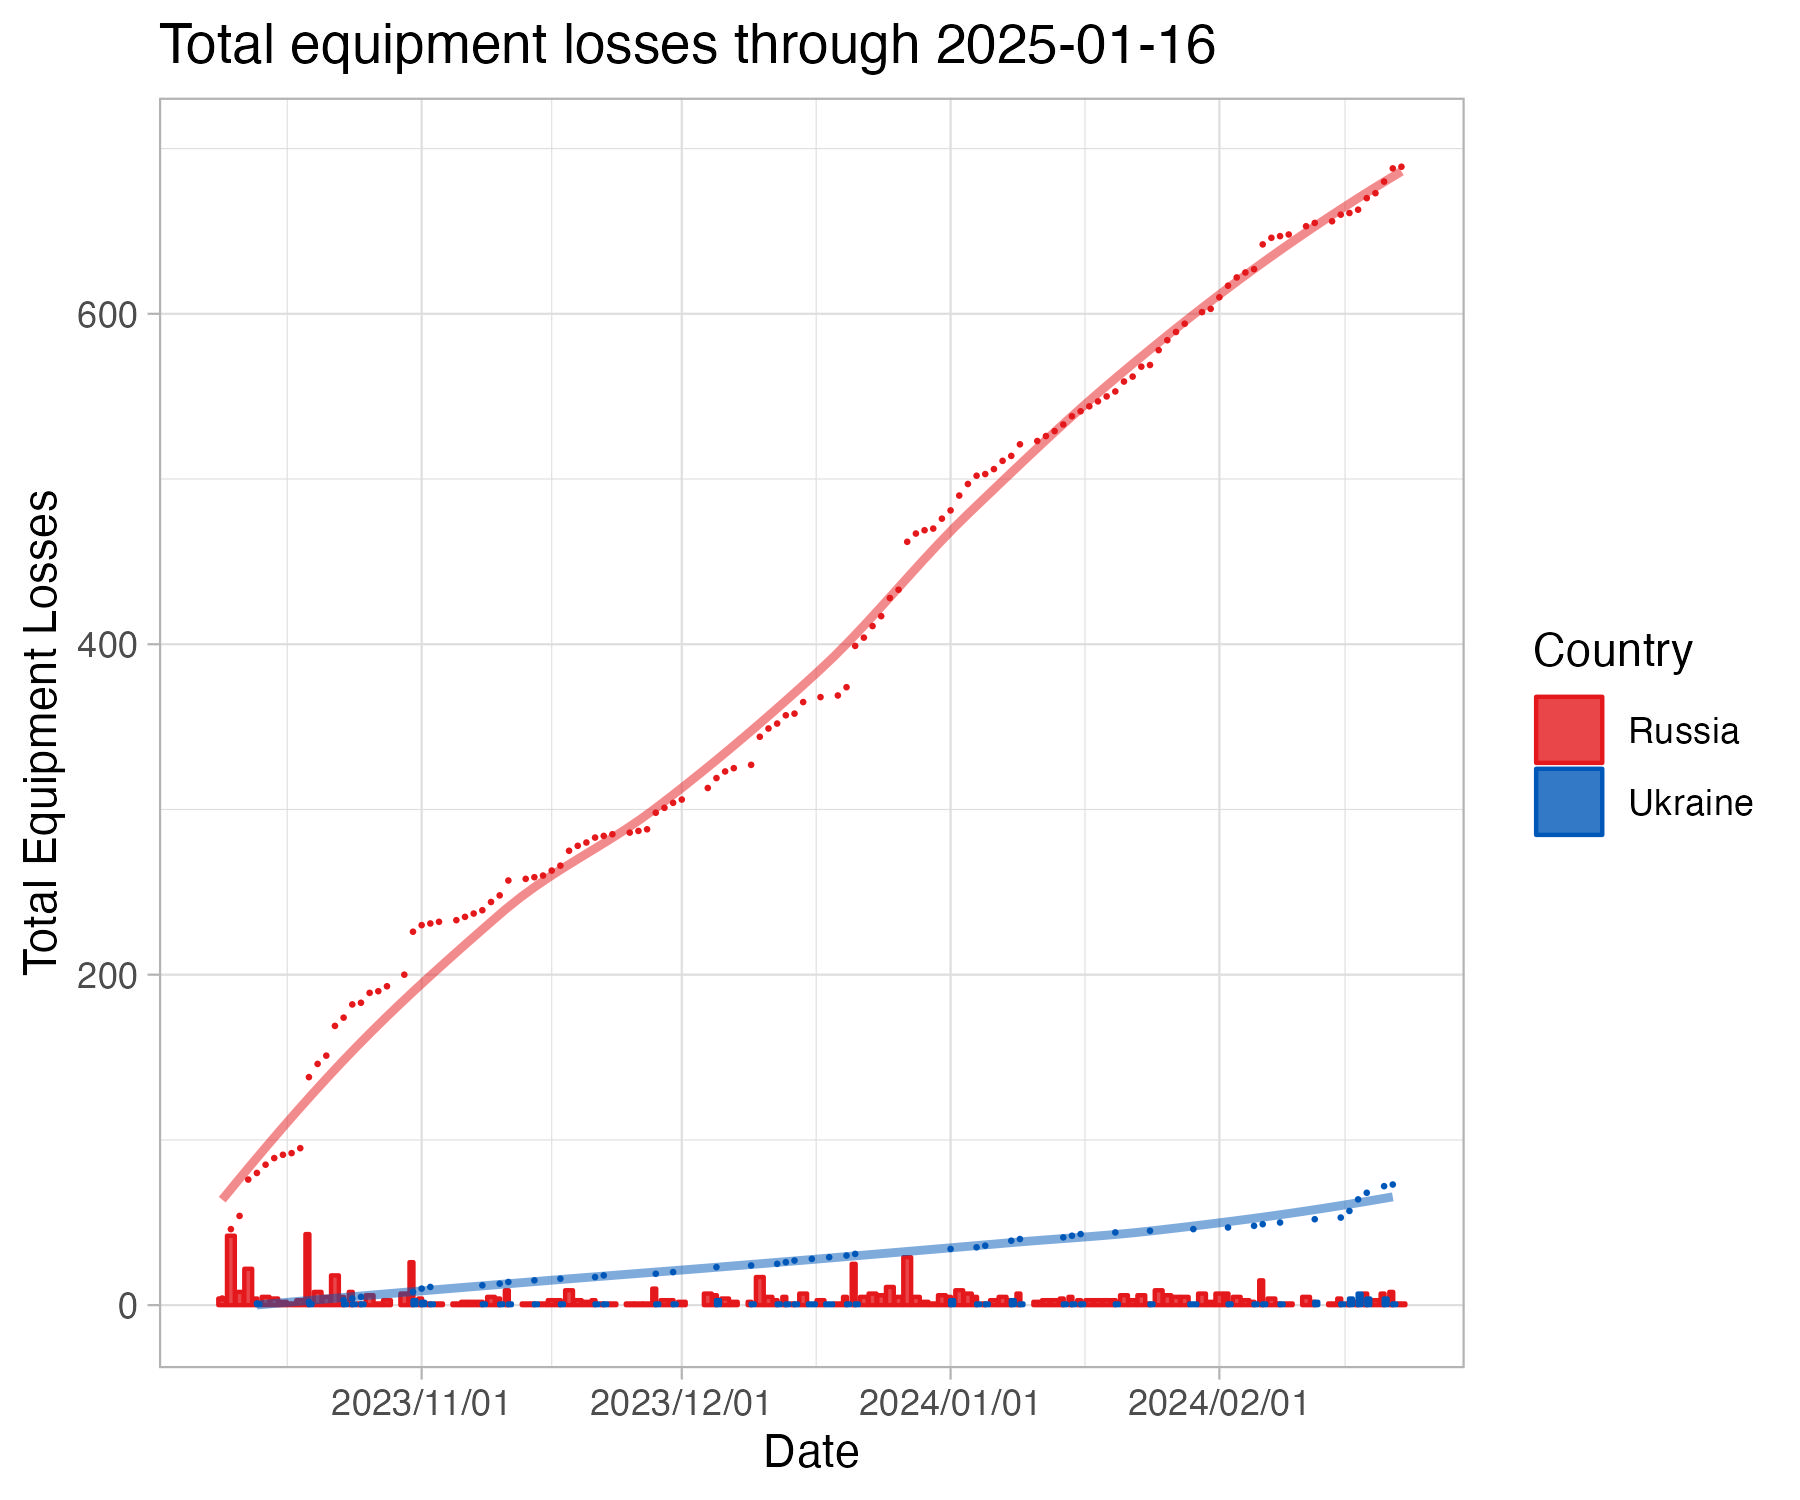 Total equipment losses through 2025-01-16
Total Equipment Losses
600
400
200
0
2023/11/01
2023/12/01
2024/01/01
2024/02/01
Date
Country
Russia
Ukraine